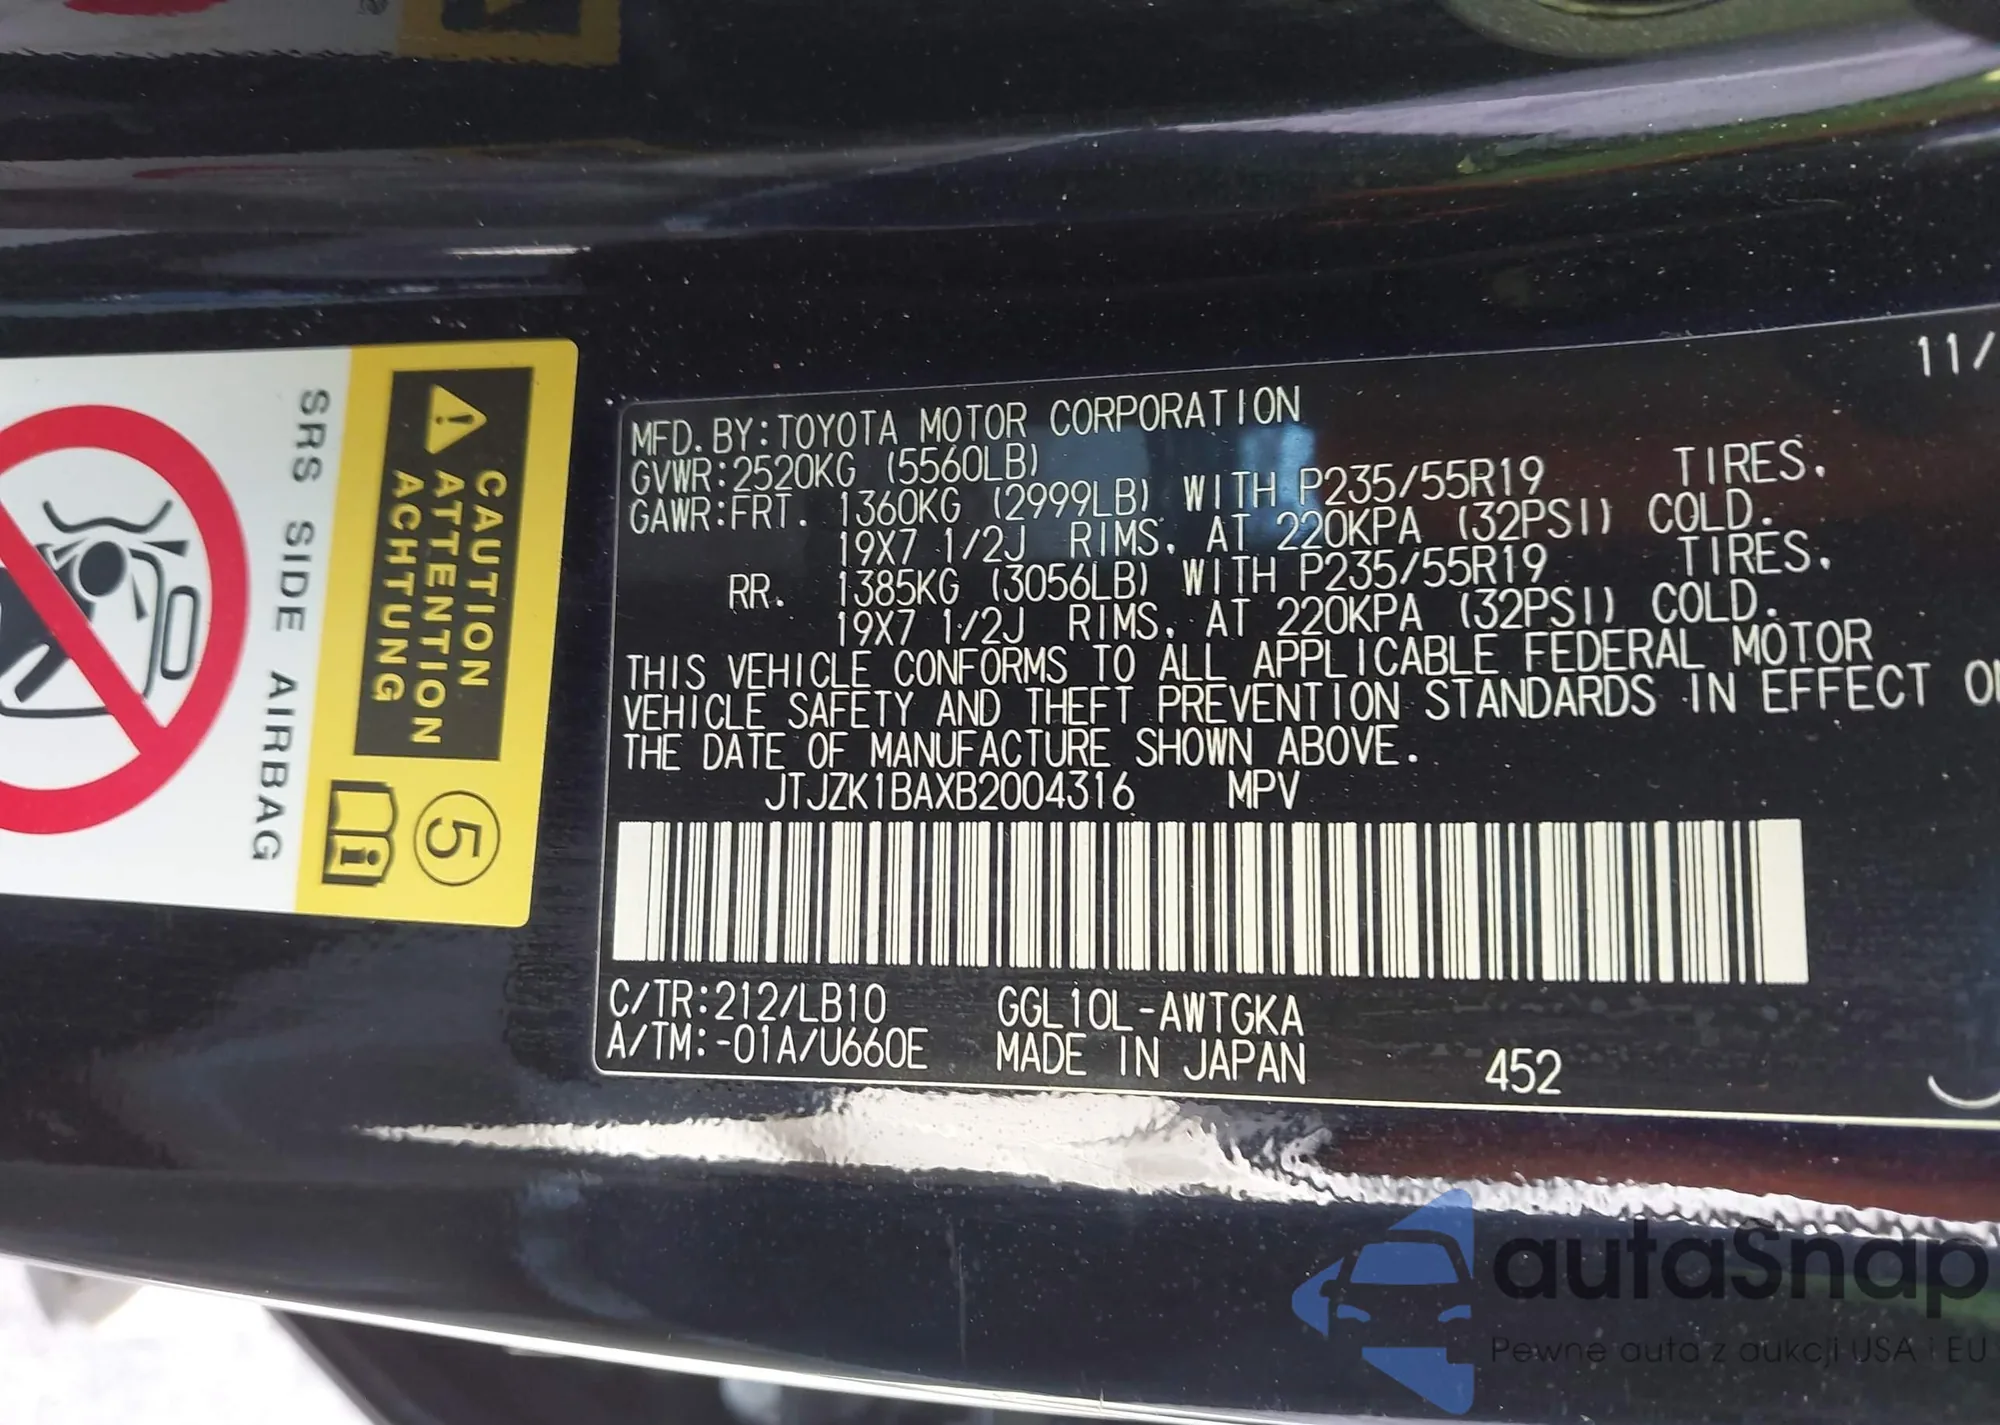 11/
MFD. BY: TOYOTA MOTOR CORPORATION
GVWR: 2520KG (5560LB)
GAWR: FRT. 1360KG (2999LB) WITH P235/55R19 TIRES.
19X7 1/2J RIMS. AT 220KPA (32PSI) COLD.
RR. 1385KG (3056LB) WITH P235/55R19 TIRES.
19X7 1/2J RIMS. AT 220KPA (32PSI) COLD.
THIS VEHICLE CONFORMS TO ALL APPLICABLE FEDERAL MOTOR
VEHICLE SAFETY AND THEFT PREVENTION STANDARDS IN EFFECT ON
THE DATE OF MANUFACTURE SHOWN ABOVE.
JTJZK1BAXB2004316 MPV
C/TR: 212/LB10 GGL10L-AWTGKA
A/TM: -01A/U660E MADE IN JAPAN 452
CAUTION
ATTENTION
ACHTUNG
5
SRS SIDE AIRBAG
autaSnap
Pewne auta z aukcji USA i EU